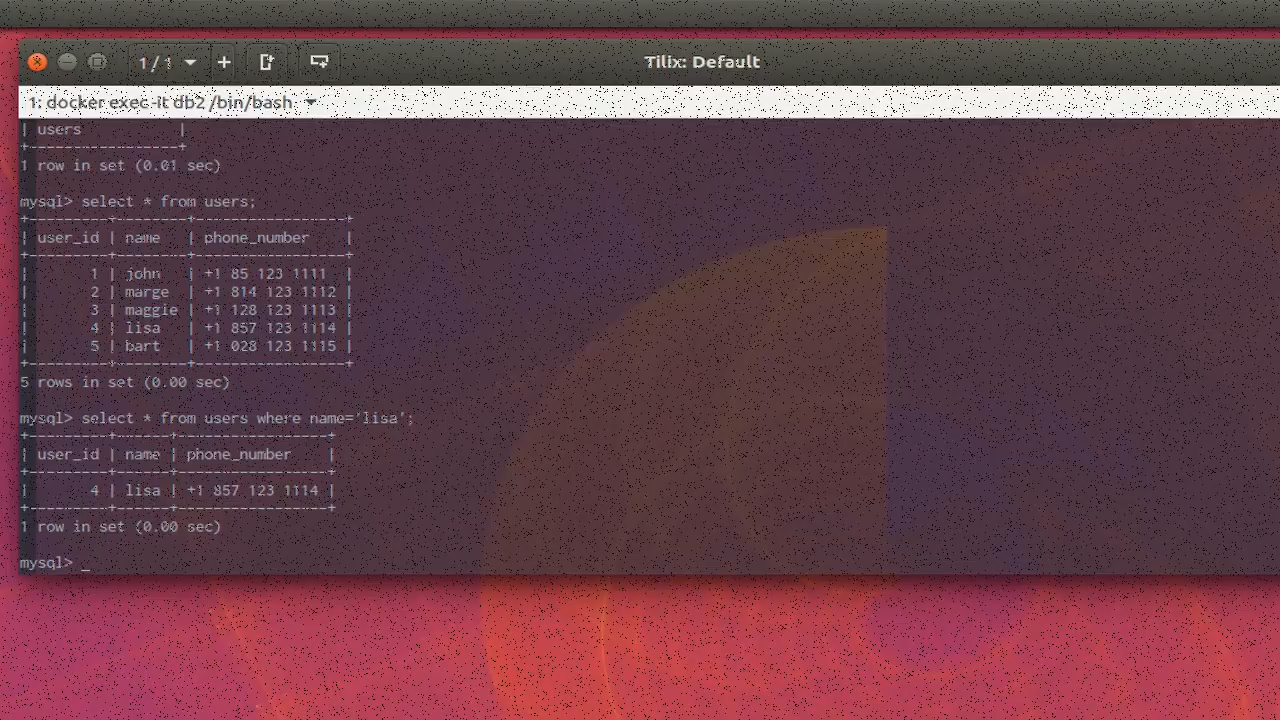 1 / 1
Tilix: Default
1: docker exec -it db2 /bin/bash
| users           |
+-----------------+
1 row in set (0.01 sec)
mysql> select * from users;
+---------+--------+-----------------+
| user_id | name   | phone_number    |
+---------+--------+-----------------+
|       1 | john   | +1 85 123 1111  |
|       2 | marge  | +1 814 123 1112 |
|       3 | maggie | +1 128 123 1113 |
|       4 | lisa   | +1 857 123 1114 |
|       5 | bart   | +1 028 123 1115 |
+---------+--------+-----------------+
5 rows in set (0.00 sec)
mysql> select * from users where name='lisa';
+---------+------+-----------------+
| user_id | name | phone_number    |
+---------+------+-----------------+
|       4 | lisa | +1 857 123 1114 |
+---------+------+-----------------+
1 row in set (0.00 sec)
mysql> _